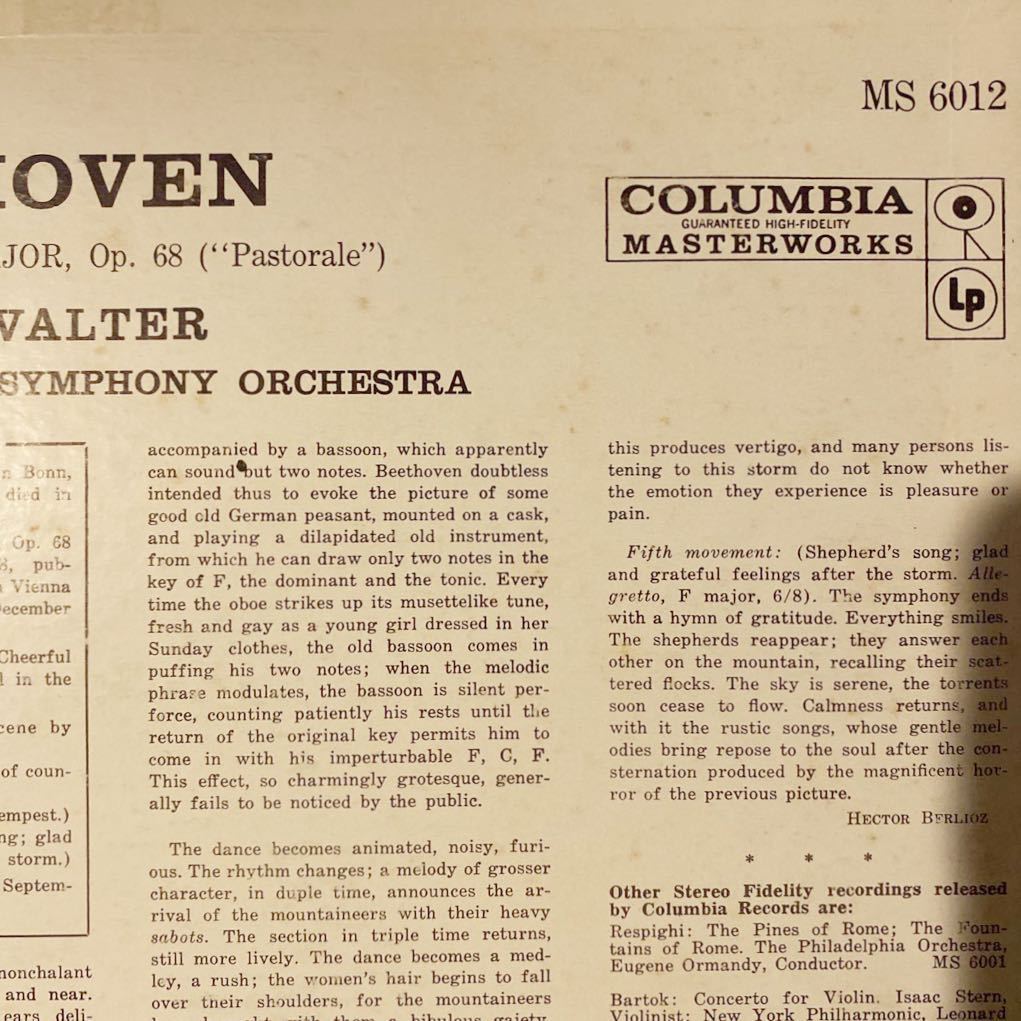 MS 6012
HOVEN
JOR, Op. 68 (‘‘Pastorale”)
WALTER
SYMPHONY ORCHESTRA
COLUMBIA
GUARANTEED HIGH-FIDELITY
MASTERWORKS
Lp
n Bonn,
died in
Op. 68
8, pub-
Vienna
December
Cheerful
l in the
cene by
of coun-
empest.)
ng; glad
storm.)
Septem-
nonchalant
and near.
ears deli-
accompanied by a bassoon, which apparently
can sound but two notes. Beethoven doubtless
intended thus to evoke the picture of some
good old German peasant, mounted on a cask,
and playing a dilapidated old instrument,
from which he can draw only two notes in the
key of F, the dominant and the tonic. Every
time the oboe strikes up its musettelike tune,
fresh and gay as a young girl dressed in her
Sunday clothes, the old bassoon comes in
puffing his two notes; when the melodic
phrase modulates, the bassoon is silent per-
force, counting patiently his rests until the
return of the original key permits him to
come in with his imperturbable F, C, F.
This effect, so charmingly grotesque, gener-
ally fails to be noticed by the public.
The dance becomes animated, noisy, furi-
ous. The rhythm changes; a melody of grosser
character, in duple time, announces the ar-
rival of the mountaineers with their heavy
sabots. The section in triple time returns,
still more lively. The dance becomes a med-
ley, a rush; the women's hair begins to fall
over their shoulders, for the mountaineers
with them a bibulous gaiety.
this produces vertigo, and many persons lis-
tening to this storm do not know whether
the emotion they experience is pleasure or
pain.
Fifth movement: (Shepherd's song; glad
and grateful feelings after the storm. Alle-
gretto, F major, 6/8). The symphony ends
with a hymn of gratitude. Everything smiles.
The shepherds reappear; they answer each
other on the mountain, recalling their scat-
tered flocks. The sky is serene, the torrents
soon cease to flow. Calmness returns, and
with it the rustic songs, whose gentle mel-
odies bring repose to the soul after the con-
sternation produced by the magnificent hor-
ror of the previous picture.
HECTOR BERLIOZ
* * *
Other Stereo Fidelity recordings released
by Columbia Records are:
Respighi: The Pines of Rome; The Foun-
tains of Rome. The Philadelphia Orchestra,
Eugene Ormandy, Conductor. MS 6001
Bartok: Concerto for Violin. Isaac Stern,
Violinist; New York Philharmonic, Leonard